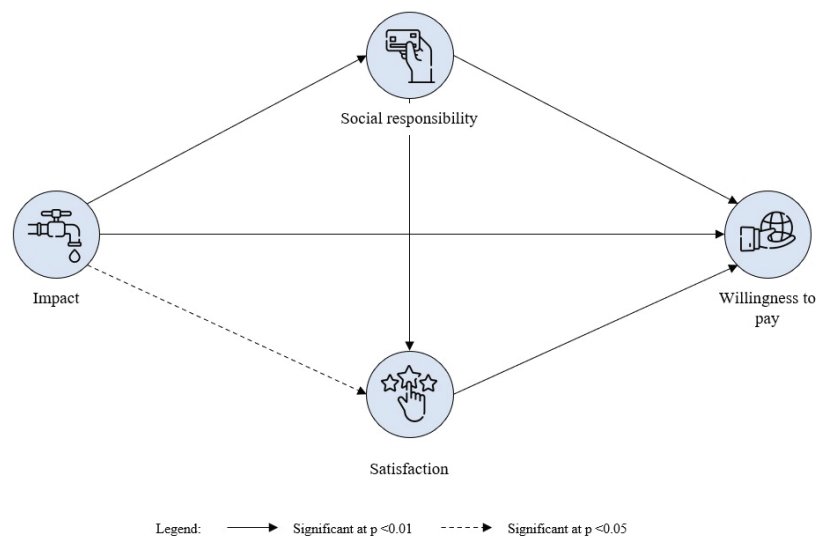 Social responsibility
Impact
Willingness to
pay
Satisfaction
Legend: Significant at p <0.01 Significant at p <0.05